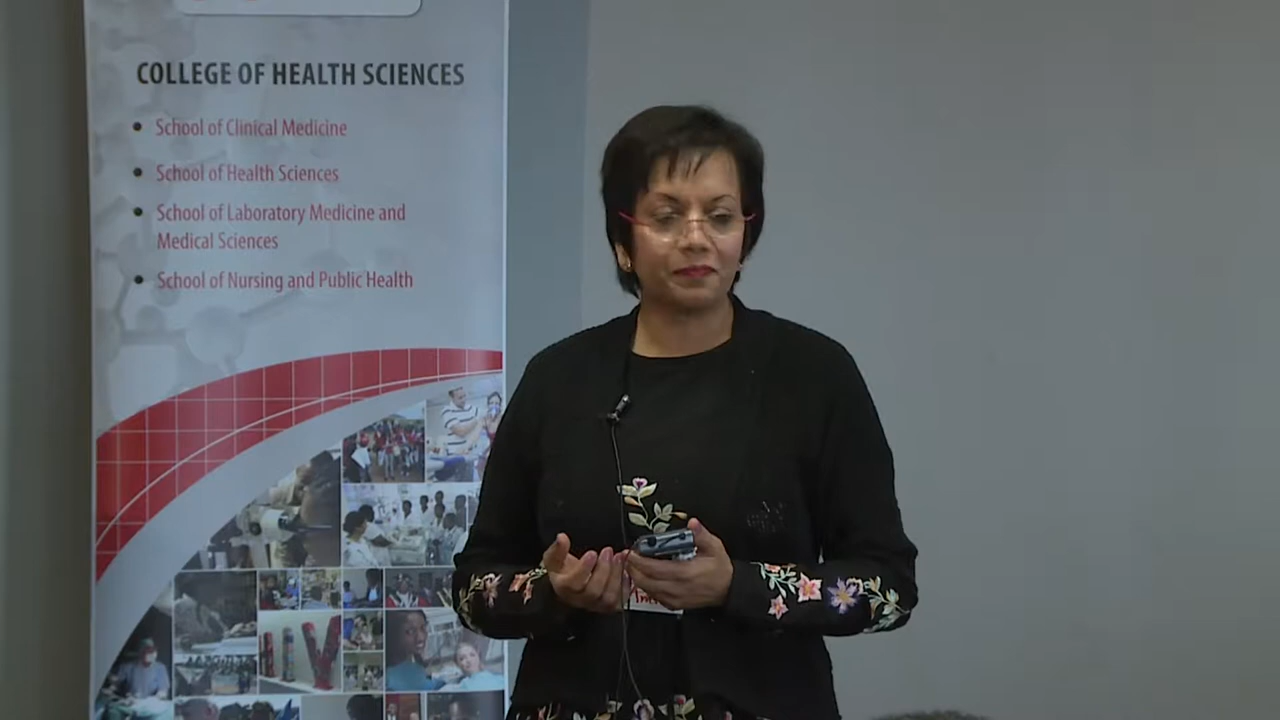 COLLEGE OF HEALTH SCIENCES
School of Clinical Medicine
School of Health Sciences
School of Laboratory Medicine and
Medical Sciences
School of Nursing and Public Health
HIV